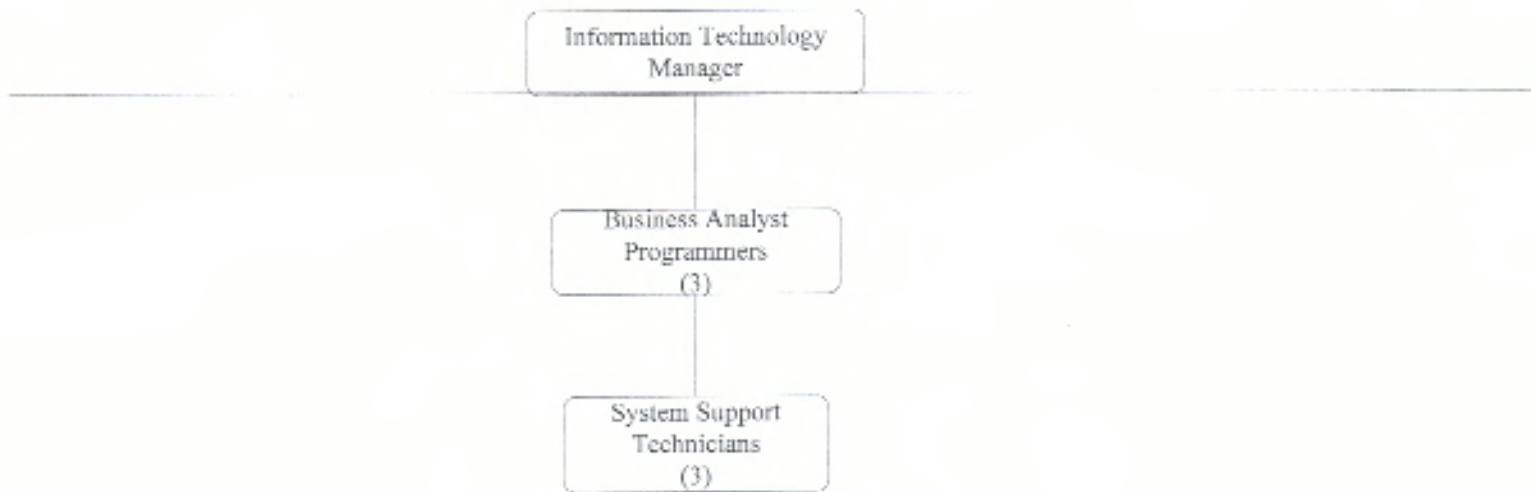 Information Technology
Manager
Business Analyst
Programmers
(3)
System Support
Technicians
(3)